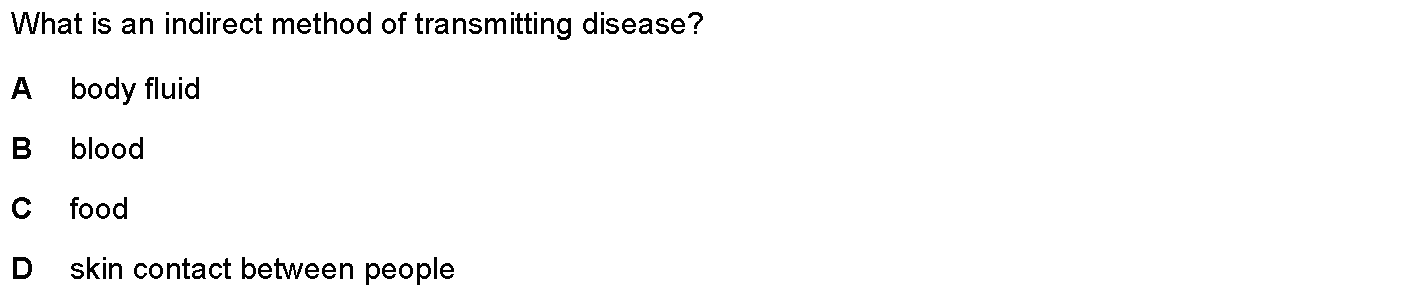 What is an indirect method of transmitting disease?
A body fluid
B blood
C food
D skin contact between people